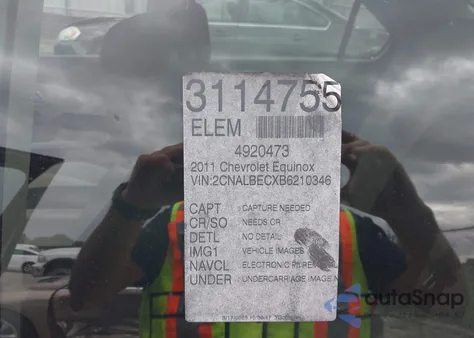 3114755
ELEM
4920473
2011 Chevrolet Equinox
VIN:2CNALBECXB6210346
CAPT : CAPTURE NEEDED
CR/SO : NEEDS CR
DETL : NO DETAIL
IMG1 : VEHICLE IMAGES
NAVCL : ELECTRONIC
UNDER : UNDERCARRIAGE IMAGE N
autoSnap